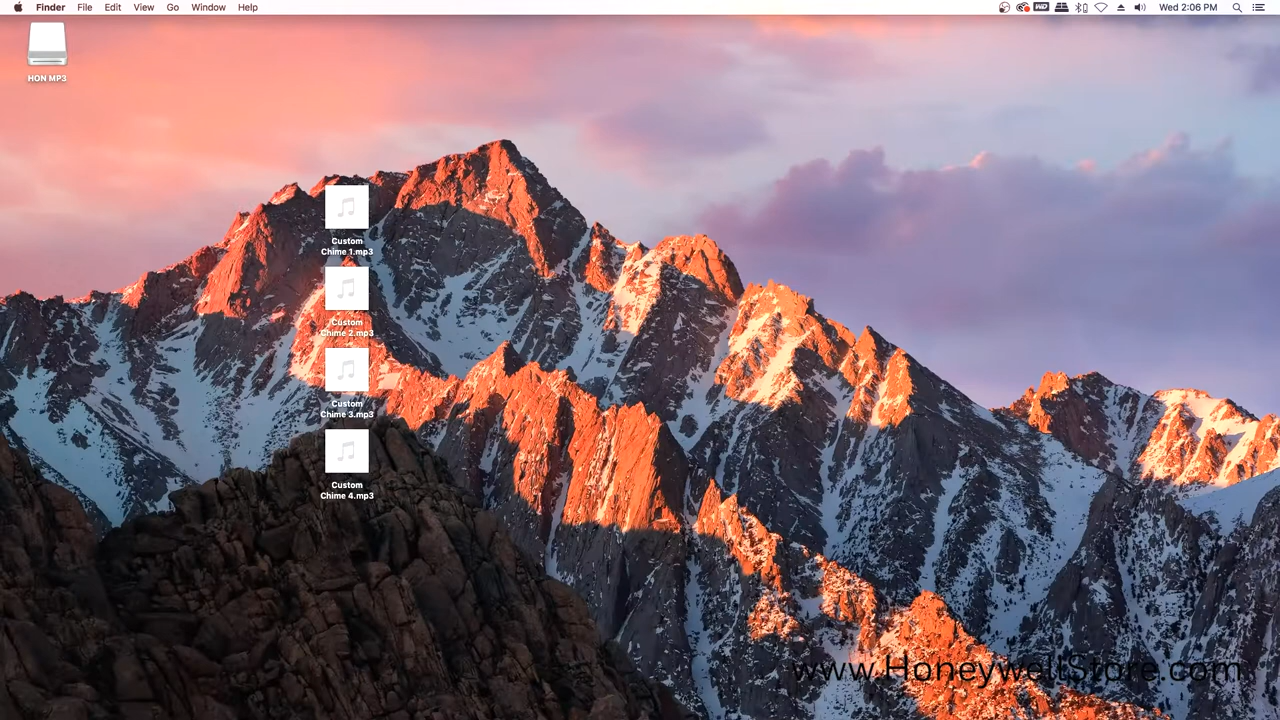 Finder File Edit View Go Window Help WD Wed 2:06 PM
HON MP3
Custom
Chime 1.mp3
Custom
Chime 2.mp3
Custom
Chime 3.mp3
Custom
Chime 4.mp3
www.HoneywellStore.com